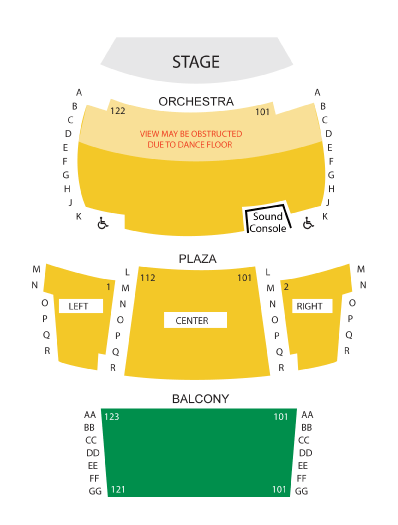 STAGE
ORCHESTRA
122 101
VIEW MAY BE OBSTRUCTED
DUE TO DANCE FLOOR
A A
B B
C C
D D
E E
F F
G G
H H
J J
K K
Sound
Console
PLAZA
M L 112 101 L M
N 1 M M 2 N
O LEFT N N RIGHT O
P O CENTER O P
Q P P Q
R Q Q R
R R
BALCONY
AA 123 101 AA
BB BB
CC CC
DD DD
EE EE
FF FF
GG 121 101 GG